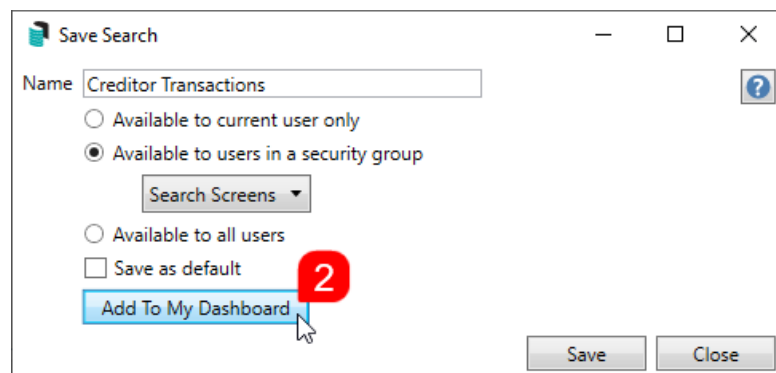 Save Search
Name Creditor Transactions
?
Available to current user only
Available to users in a security group
Search Screens
Available to all users
Save as default
2
Add To My Dashboard
Save Close